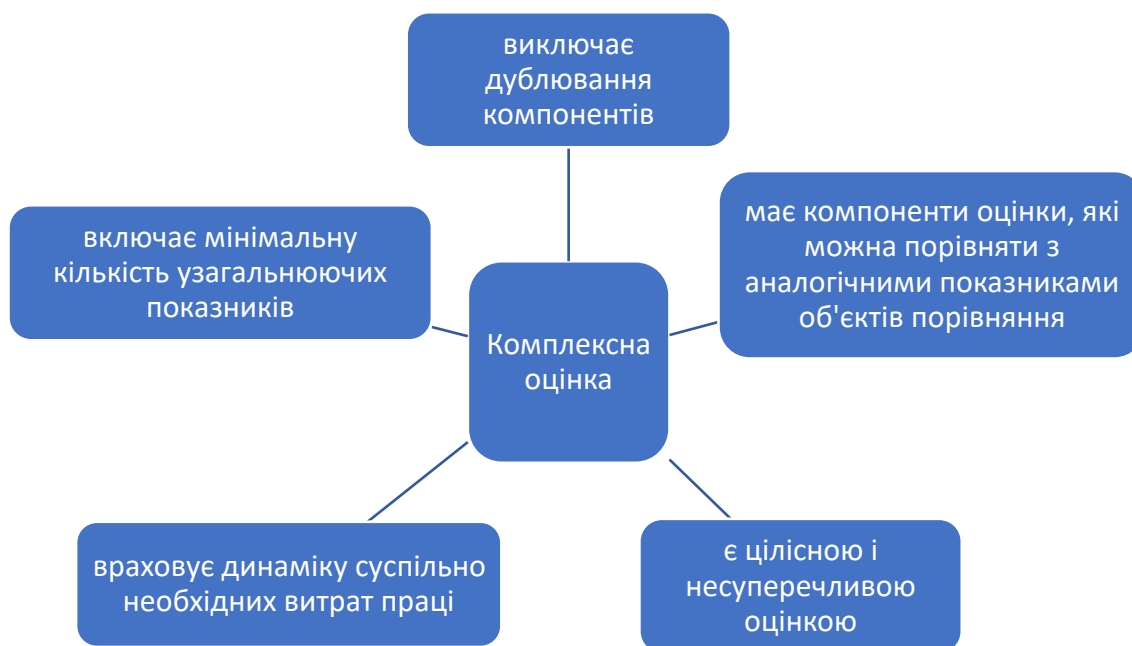 виключає
дублювання
компонентів
має компоненти оцінки, які
можна порівняти з
аналогічними показниками
об'єктів порівняння
включає мінімальну
кількість узагальнюючих
показників
Комплексна
оцінка
враховує динаміку суспільно
необхідних витрат праці
є цілісною і
несуперечливою
оцінкою